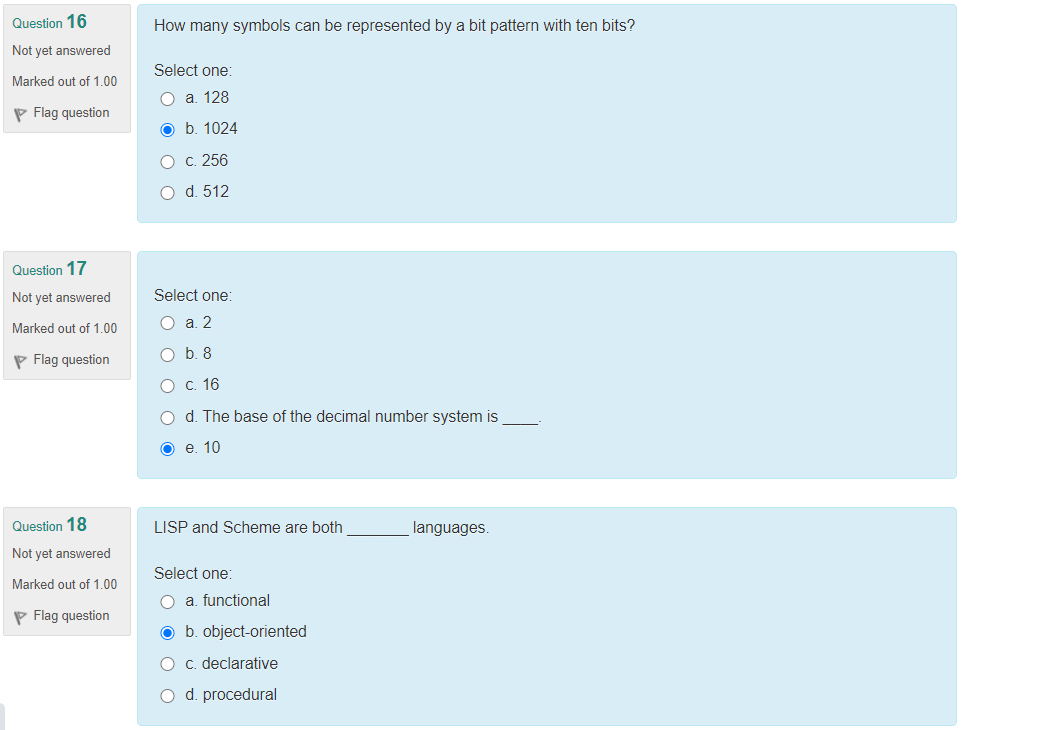 Question 16
Not yet answered
Marked out of 1.00
Flag question
How many symbols can be represented by a bit pattern with ten bits?
Select one:
a. 128
b. 1024
c. 256
d. 512
Question 17
Not yet answered
Marked out of 1.00
Flag question
Select one:
a. 2
b. 8
c. 16
d. The base of the decimal number system is ____.
e. 10
Question 18
Not yet answered
Marked out of 1.00
Flag question
LISP and Scheme are both _______ languages.
Select one:
a. functional
b. object-oriented
c. declarative
d. procedural